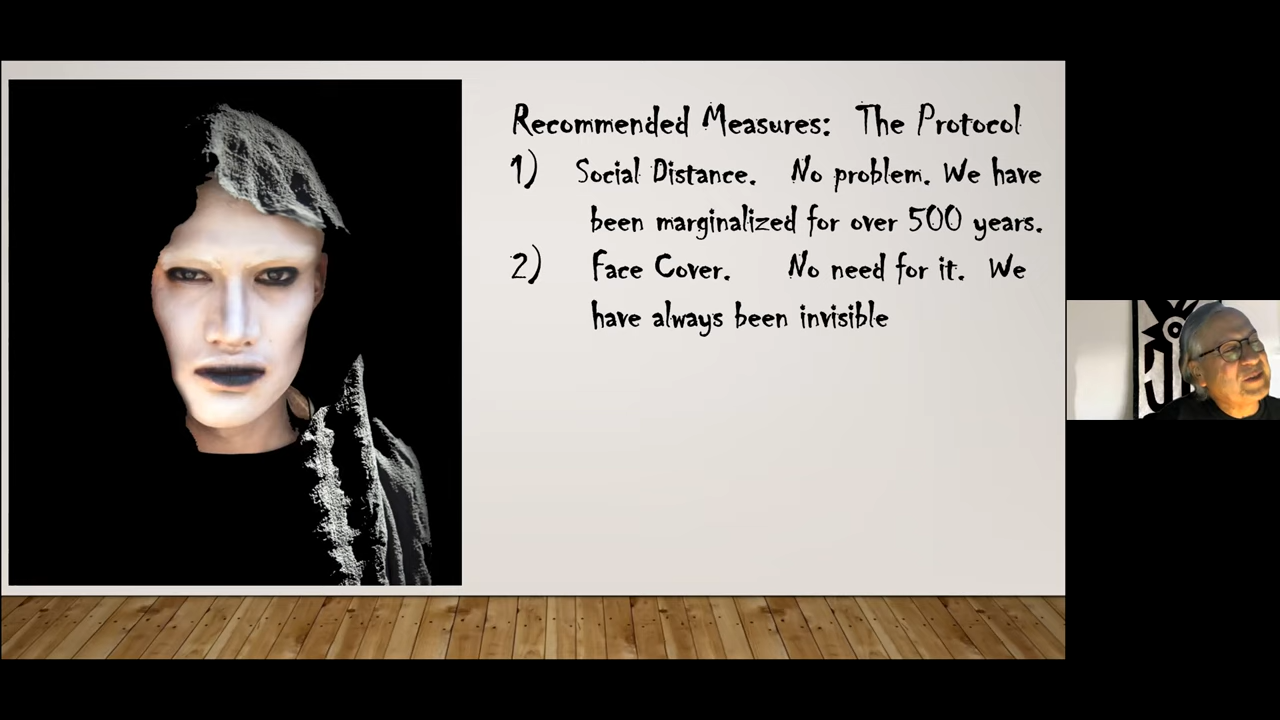 Recommended Measures: The Protocol
1) Social Distance. No problem. We have
been marginalized for over 500 years.
2) Face Cover. No need for it. We
have always been invisible